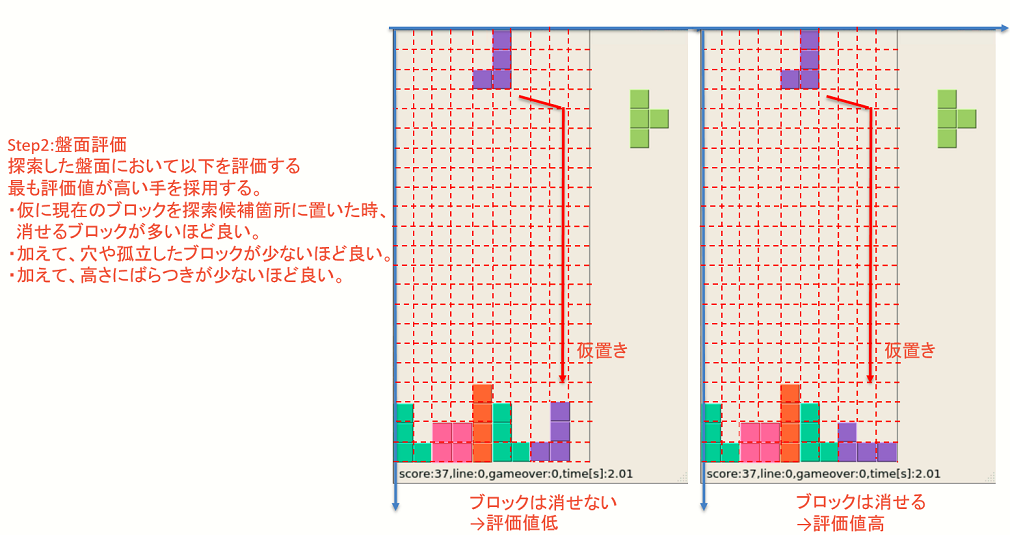 Step2:盤面評価
探索した盤面において以下を評価する
最も評価値が高い手を採用する。
・仮に現在のブロックを探索候補箇所に置いた時、
消せるブロックが多いほど良い。
・加えて、穴や孤立したブロックが少ないほど良い。
・加えて、高さにばらつきが少ないほど良い。
仮置き
仮置き
score:37,line:0,gameover:0,time[s]:2.01
score:37,line:0,gameover:0,time[s]:2.01
ブロックは消せない
→評価値低
ブロックは消せる
→評価値高